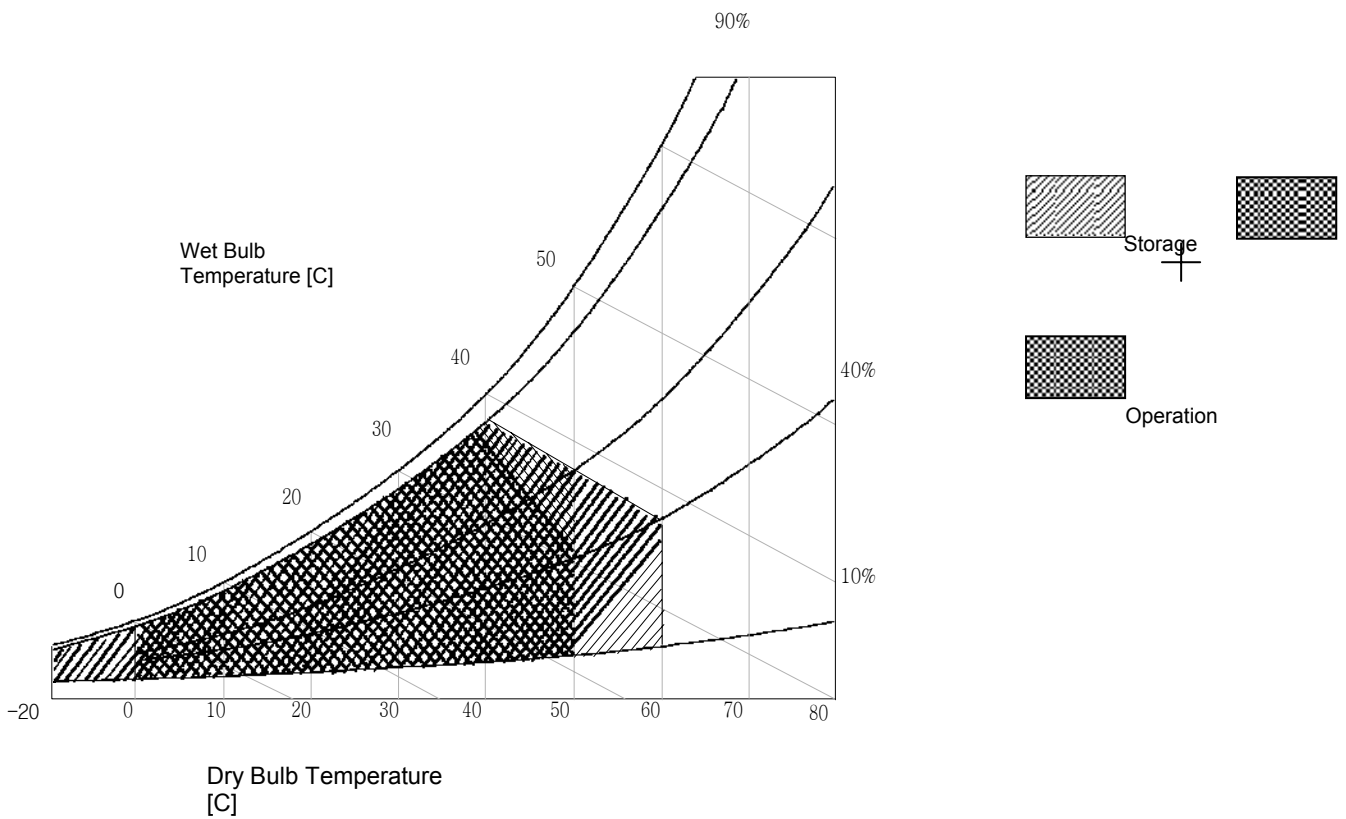 90%
Wet Bulb
Temperature [C]
50
40
30
20
10
0
40%
10%
Storage
Operation
-20 0 10 20 30 40 50 60 70 80
Dry Bulb Temperature
[C]